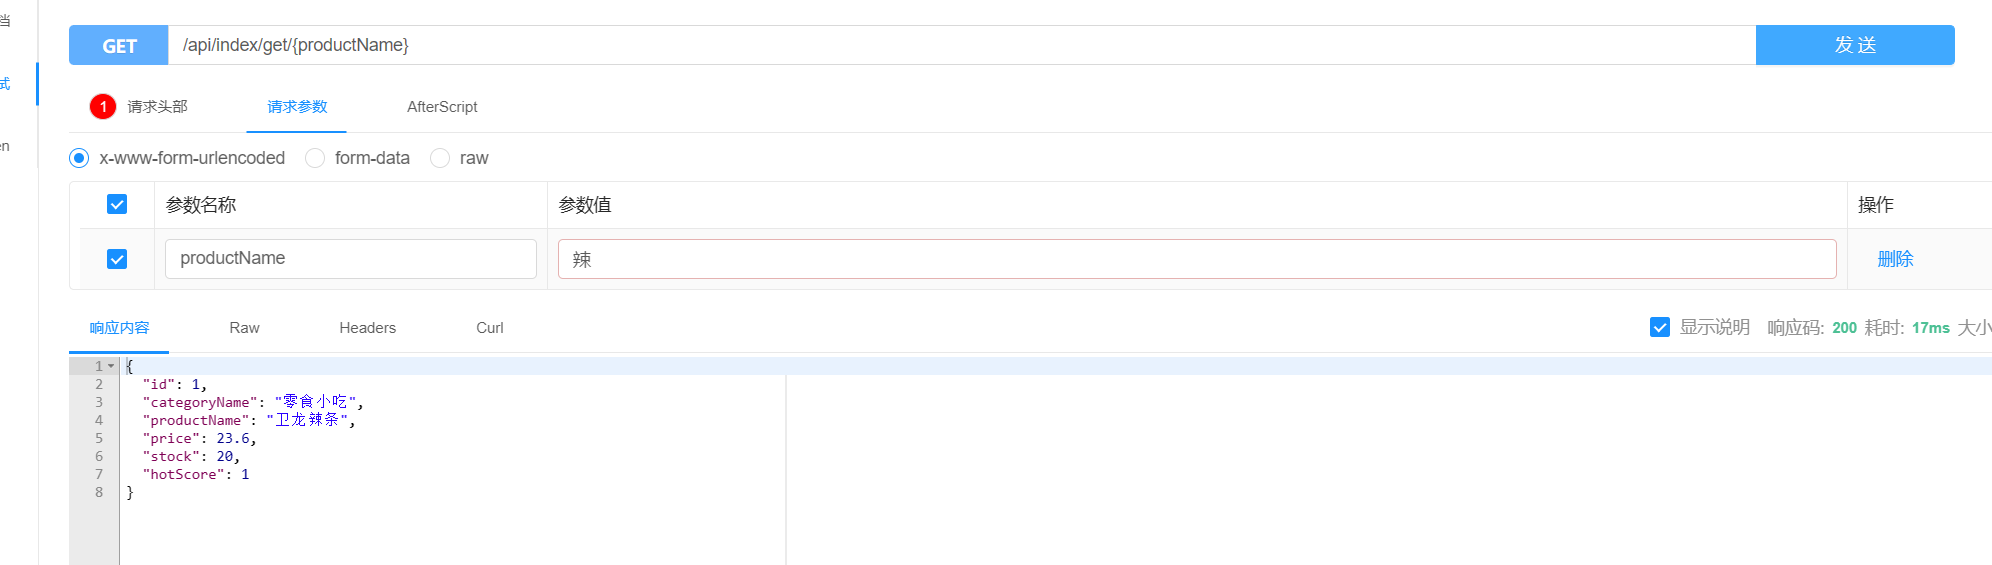 档
GET /api/index/get/{productName} 发 送
试
1 请求头部 请求参数 AfterScript
en
x-www-form-urlencoded form-data raw
参数名称 参数值 操作
productName 辣 删除
响应内容 Raw Headers Curl 显示说明 响应码: 200 耗时: 17ms 大小
1 {
2 "id": 1,
3 "categoryName": "零食小吃",
4 "productName": "卫龙辣条",
5 "price": 23.6,
6 "stock": 20,
7 "hotScore": 1
8 }